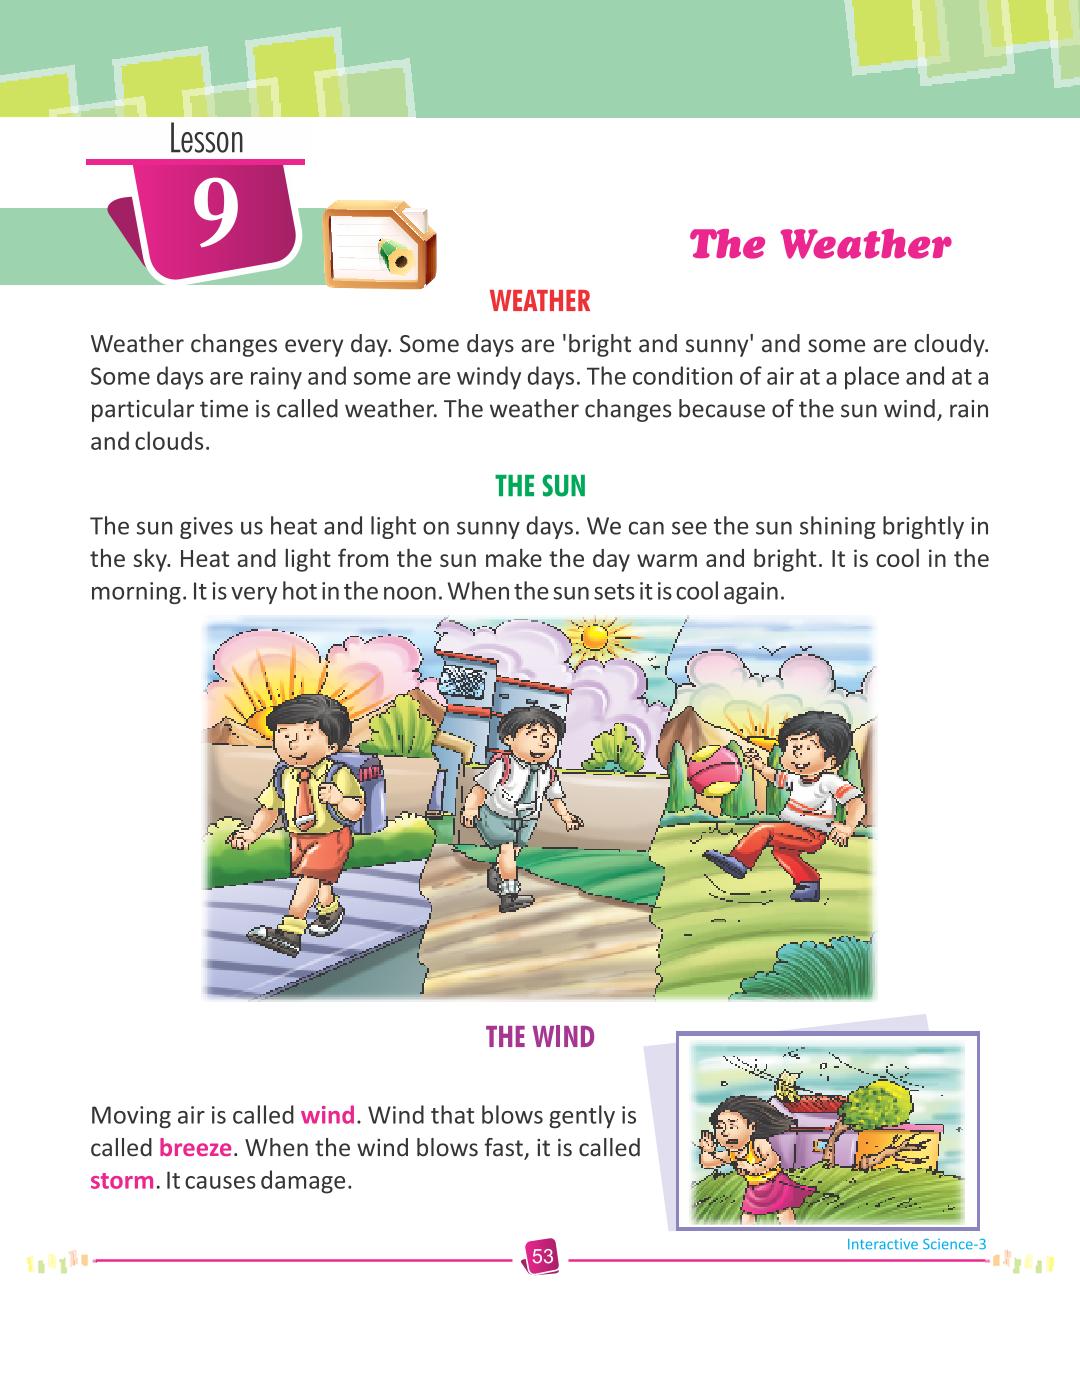 Lesson
9
The Weather
WEATHER
Weather changes every day. Some days are 'bright and sunny' and some are cloudy.
Some days are rainy and some are windy days. The condition of air at a place and at a
particular time is called weather. The weather changes because of the sun wind, rain
and clouds.
THE SUN
The sun gives us heat and light on sunny days. We can see the sun shining brightly in
the sky. Heat and light from the sun make the day warm and bright. It is cool in the
morning. It is very hot in the noon. When the sun sets it is cool again.
THE WIND
Moving air is called wind. Wind that blows gently is
called breeze. When the wind blows fast, it is called
storm. It causes damage.
Interactive Science-3
53